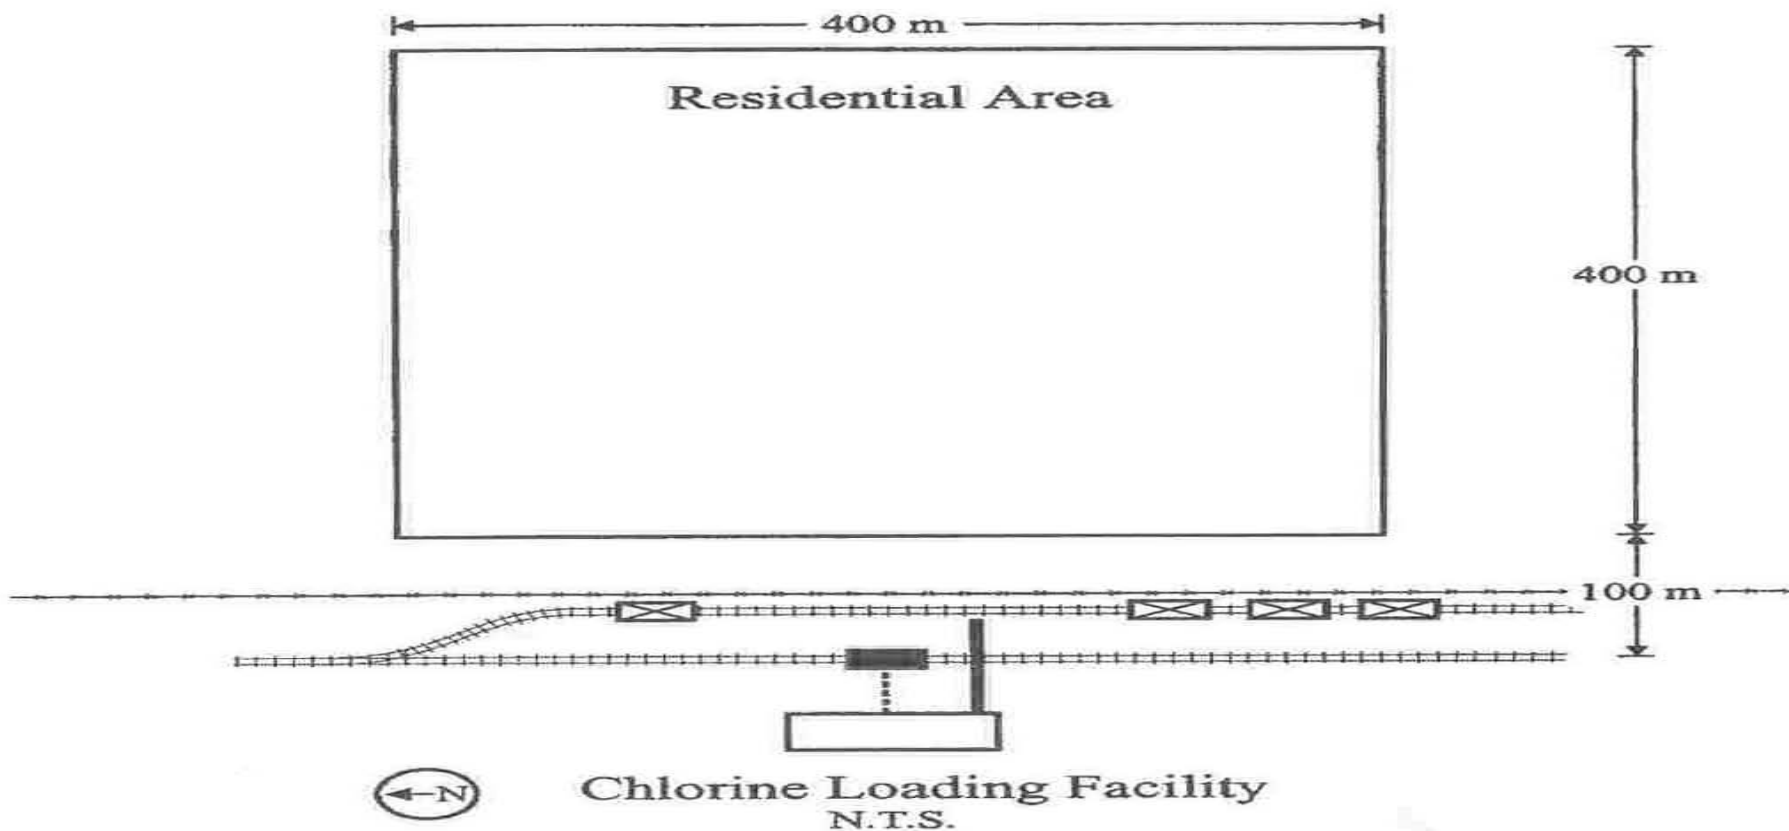 400 m
Residential Area
400 m
100 m
N
Chlorine Loading Facility
N.T.S.